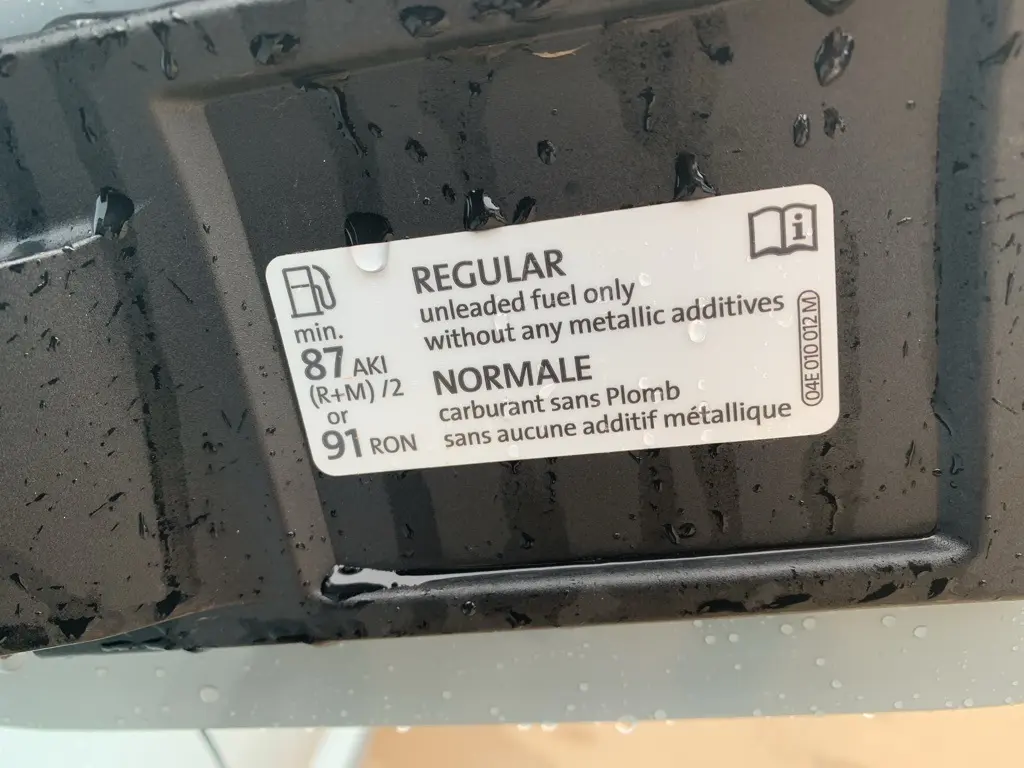 min.
87 AKI
(R+M) /2
or
91 RON
REGULAR
unleaded fuel only
without any metallic additives
NORMALE
carburant sans Plomb
sans aucune additif métallique
i
04E 010 012 M